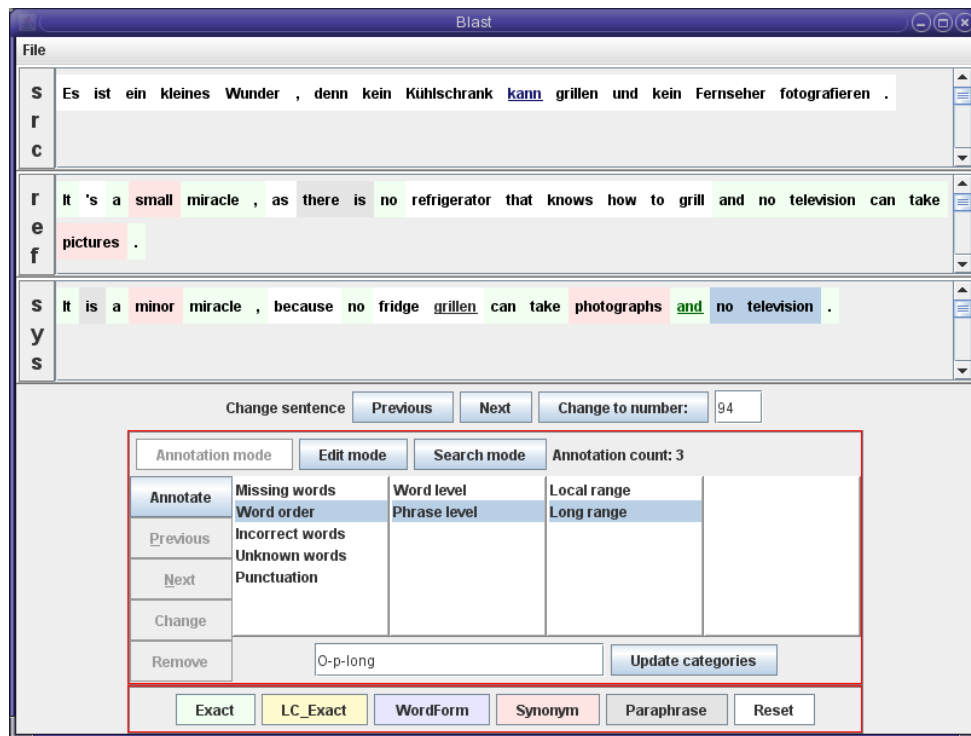 Blast
File
src
Es ist ein kleines Wunder , denn kein Kühlschrank kann grillen und kein Fernseher fotografieren .
ref
It 's a small miracle , as there is no refrigerator that knows how to grill and no television can take
pictures .
sys
It is a minor miracle , because no fridge grillen can take photographs and no television .
Change sentence Previous Next Change to number: 94
Annotation mode Edit mode Search mode Annotation count: 3
Annotate Missing words Word level Local range
Word order Phrase level Long range
Previous Incorrect words
Unknown words
Next Punctuation
Change
Remove O-p-long Update categories
Exact LC_Exact WordForm Synonym Paraphrase Reset